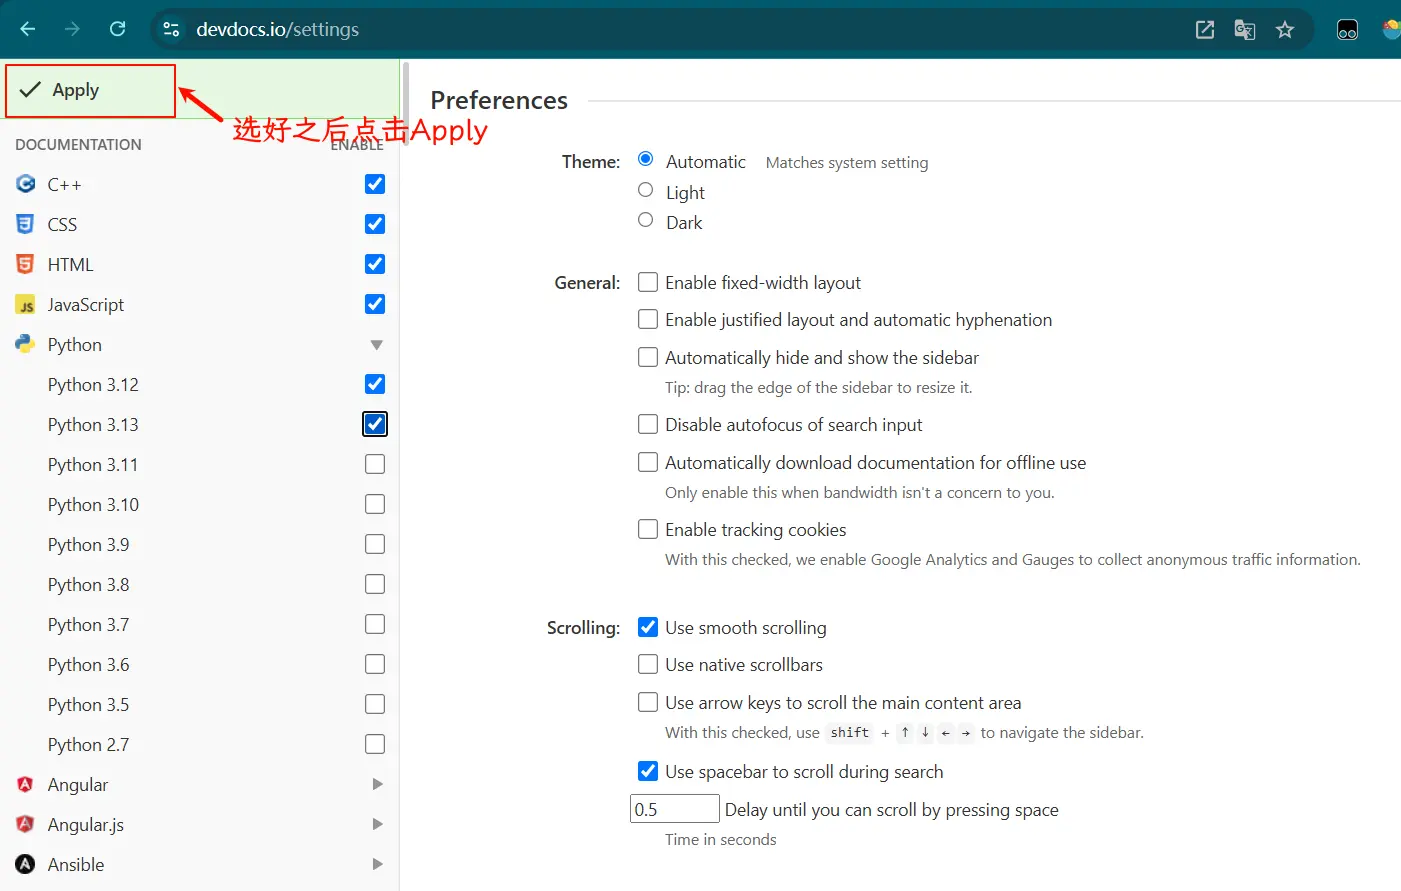 devdocs.io/settings
Apply
选好之后点击Apply
DOCUMENTATION
ENABLE
C++
CSS
HTML
JavaScript
Python
Python 3.12
Python 3.13
Python 3.11
Python 3.10
Python 3.9
Python 3.8
Python 3.7
Python 3.6
Python 3.5
Python 2.7
Angular
Angular.js
Ansible
Preferences
Theme:
Automatic Matches system setting
Light
Dark
General:
Enable fixed-width layout
Enable justified layout and automatic hyphenation
Automatically hide and show the sidebar
Tip: drag the edge of the sidebar to resize it.
Disable autofocus of search input
Automatically download documentation for offline use
Only enable this when bandwidth isn't a concern to you.
Enable tracking cookies
With this checked, we enable Google Analytics and Gauges to collect anonymous traffic information.
Scrolling:
Use smooth scrolling
Use native scrollbars
Use arrow keys to scroll the main content area
With this checked, use shift + ↑ ↓ ← → to navigate the sidebar.
Use spacebar to scroll during search
0.5 Delay until you can scroll by pressing space
Time in seconds